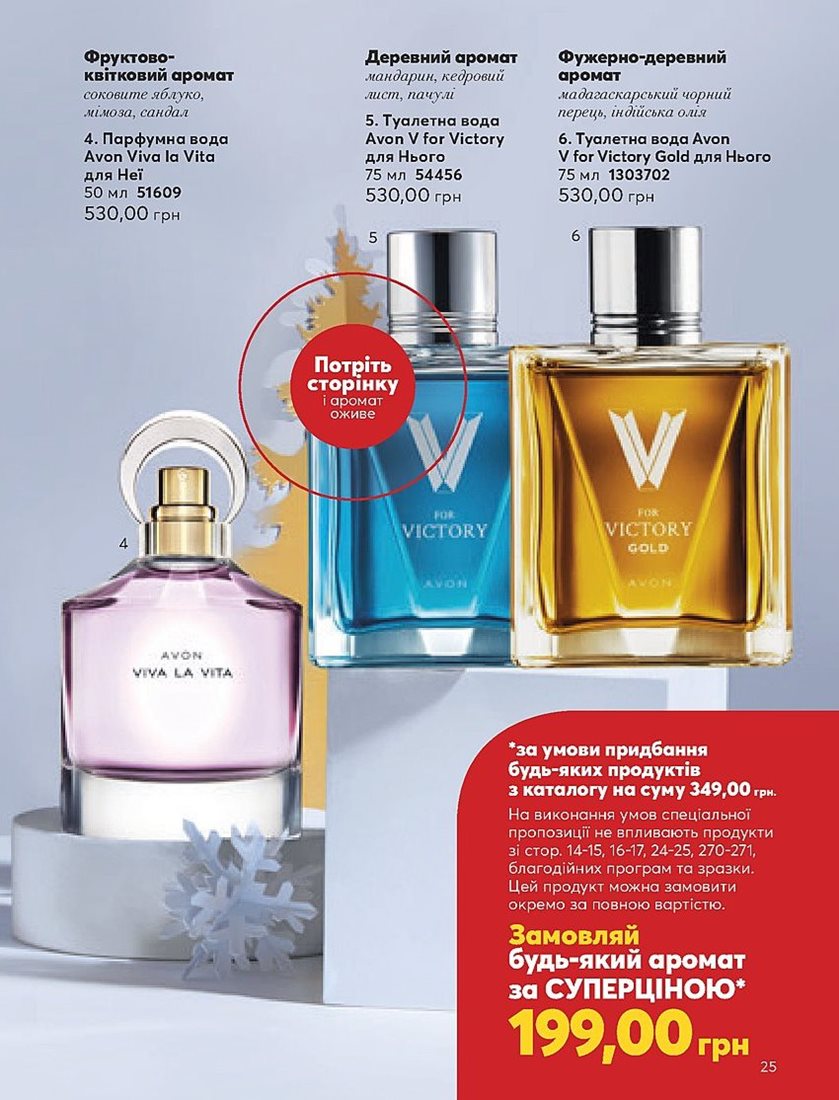 Фруктово-
квітковий аромат
соковите яблуко,
мімоза, сандал
4. Парфумна вода
Avon Viva la Vita
для Неї
50 мл 51609
530,00 грн
Деревний аромат
мандарин, кедровий
лист, пачулі
5. Туалетна вода
Avon V for Victory
для Нього
75 мл 54456
530,00 грн
Фужерно-деревний
аромат
мадагаскарський чорний
перець, індійська олія
6. Туалетна вода Avon
V for Victory Gold для Нього
75 мл 1303702
530,00 грн
5
6
Потріть
сторінку
і аромат
оживе
V
FOR
VICTORY
AVON
V
FOR
VICTORY
GOLD
AVON
4
AVON
VIVA LA VITA
*за умови придбання
будь-яких продуктів
з каталогу на суму 349,00 грн.
На виконання умов спеціальної
пропозиції не впливають продукти
зі стор. 14-15, 16-17, 24-25, 270-271,
благодійних програм та зразки.
Цей продукт можна замовити
окремо за повною вартістю.
Замовляй
будь-який аромат
за СУПЕРЦІНОЮ*
199,00 грн
25